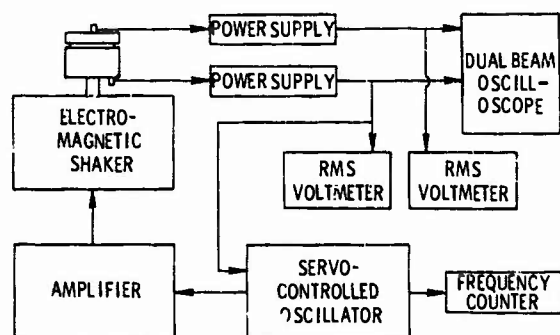 POWER SUPPLY
POWER SUPPLY
DUAL BEAM
OSCILL-
OSCOPE
ELECTRO-
MAGNETIC
SHAKER
RMS
VOLTMETER
RMS
VOLTMETER
AMPLIFIER
SERVO-
CONTROLLED
OSCILLATOR
FREQUENCY
COUNTER